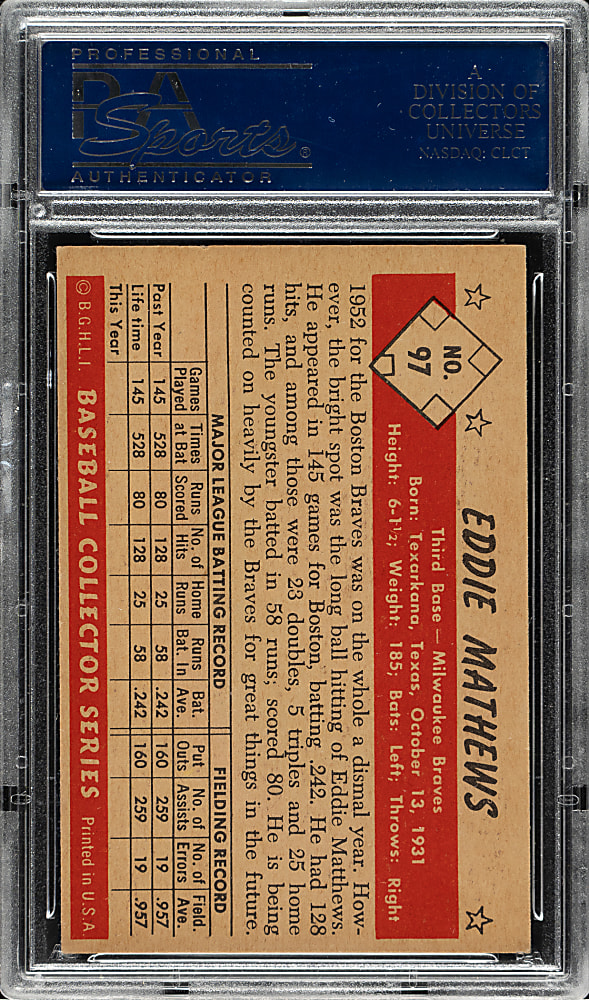 PROFESSIONAL
PSA
Sports®
AUTHENTICATOR
A
DIVISION OF
COLLECTORS
UNIVERSE
NASDAQ: CLCT
NO.
97
EDDIE MATHEWS
Third Base — Milwaukee Braves
Born: Texarkana, Texas, October 13, 1931
Height: 6-1½; Weight: 185; Bats: Left; Throws: Right
1952 for the Boston Braves was on the whole a dismal year. How-
ever, the bright spot was the long ball hitting of Eddie Matthews.
He appeared in 145 games for Boston, batting .242. He had 128
hits, and among those were 23 doubles, 5 triples and 25 home
runs. The youngster batted in 58 runs; scored 80. He is being
counted on heavily by the Braves for great things in the future.
MAJOR LEAGUE BATTING RECORD FIELDING RECORD
Games Times Runs No. of Home Runs Bat. Put No. of No. of Field
Played at Bat Scored Hits Runs Bat. In Ave. Outs Assists Errors Ave.
Past Year 145 528 80 128 25 58 .242 160 259 19 .957
Life time 145 528 80 128 25 58 .242 160 259 19 .957
This Year
© B.G.H.L.I. BASEBALL COLLECTOR SERIES Printed in U.S.A